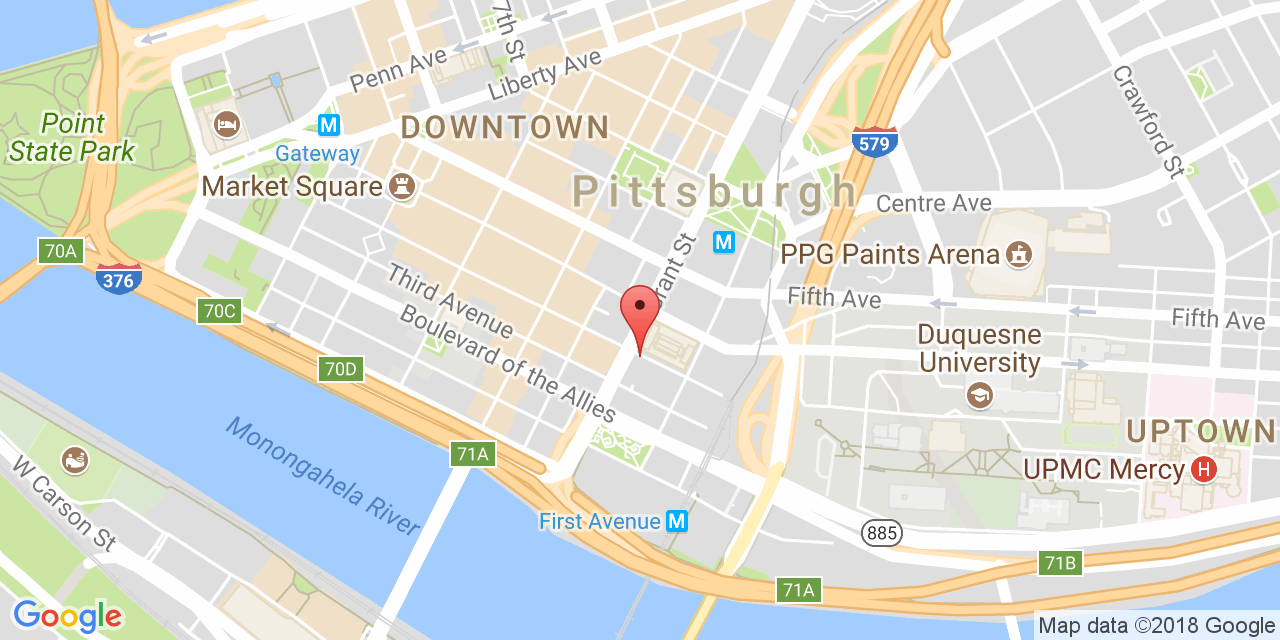 7th St
Penn Ave
Liberty Ave
Crawford St
Point
State Park
M
Gateway
DOWNTOWN
579
Market Square
Pittsburgh
Centre Ave
70A
376
M
Grant St
PPG Paints Arena
Third Avenue
Fifth Ave
Fifth Ave
70C
Boulevard of the Allies
Duquesne
University
70D
Monongahela River
71A
UPTOWN
W Carson St
UPMC Mercy
H
First Avenue
M
885
71B
71A
Google
Map data ©2018 Google